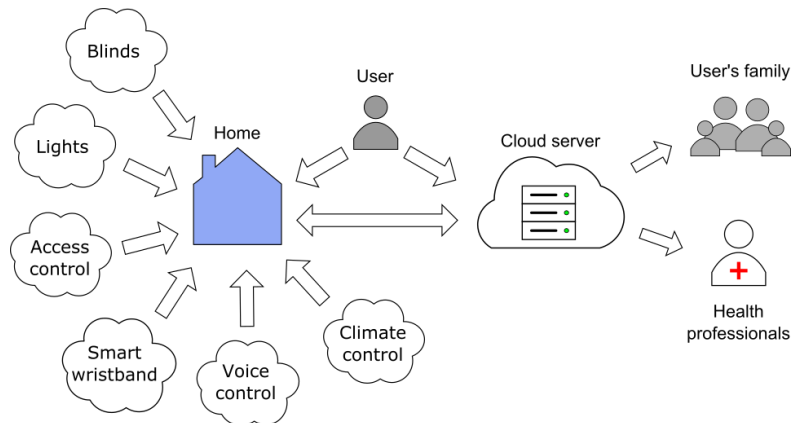 Blinds
Lights
Access
control
Smart
wristband
Voice
control
Climate
control
Home
User
Cloud server
User's family
Health
professionals